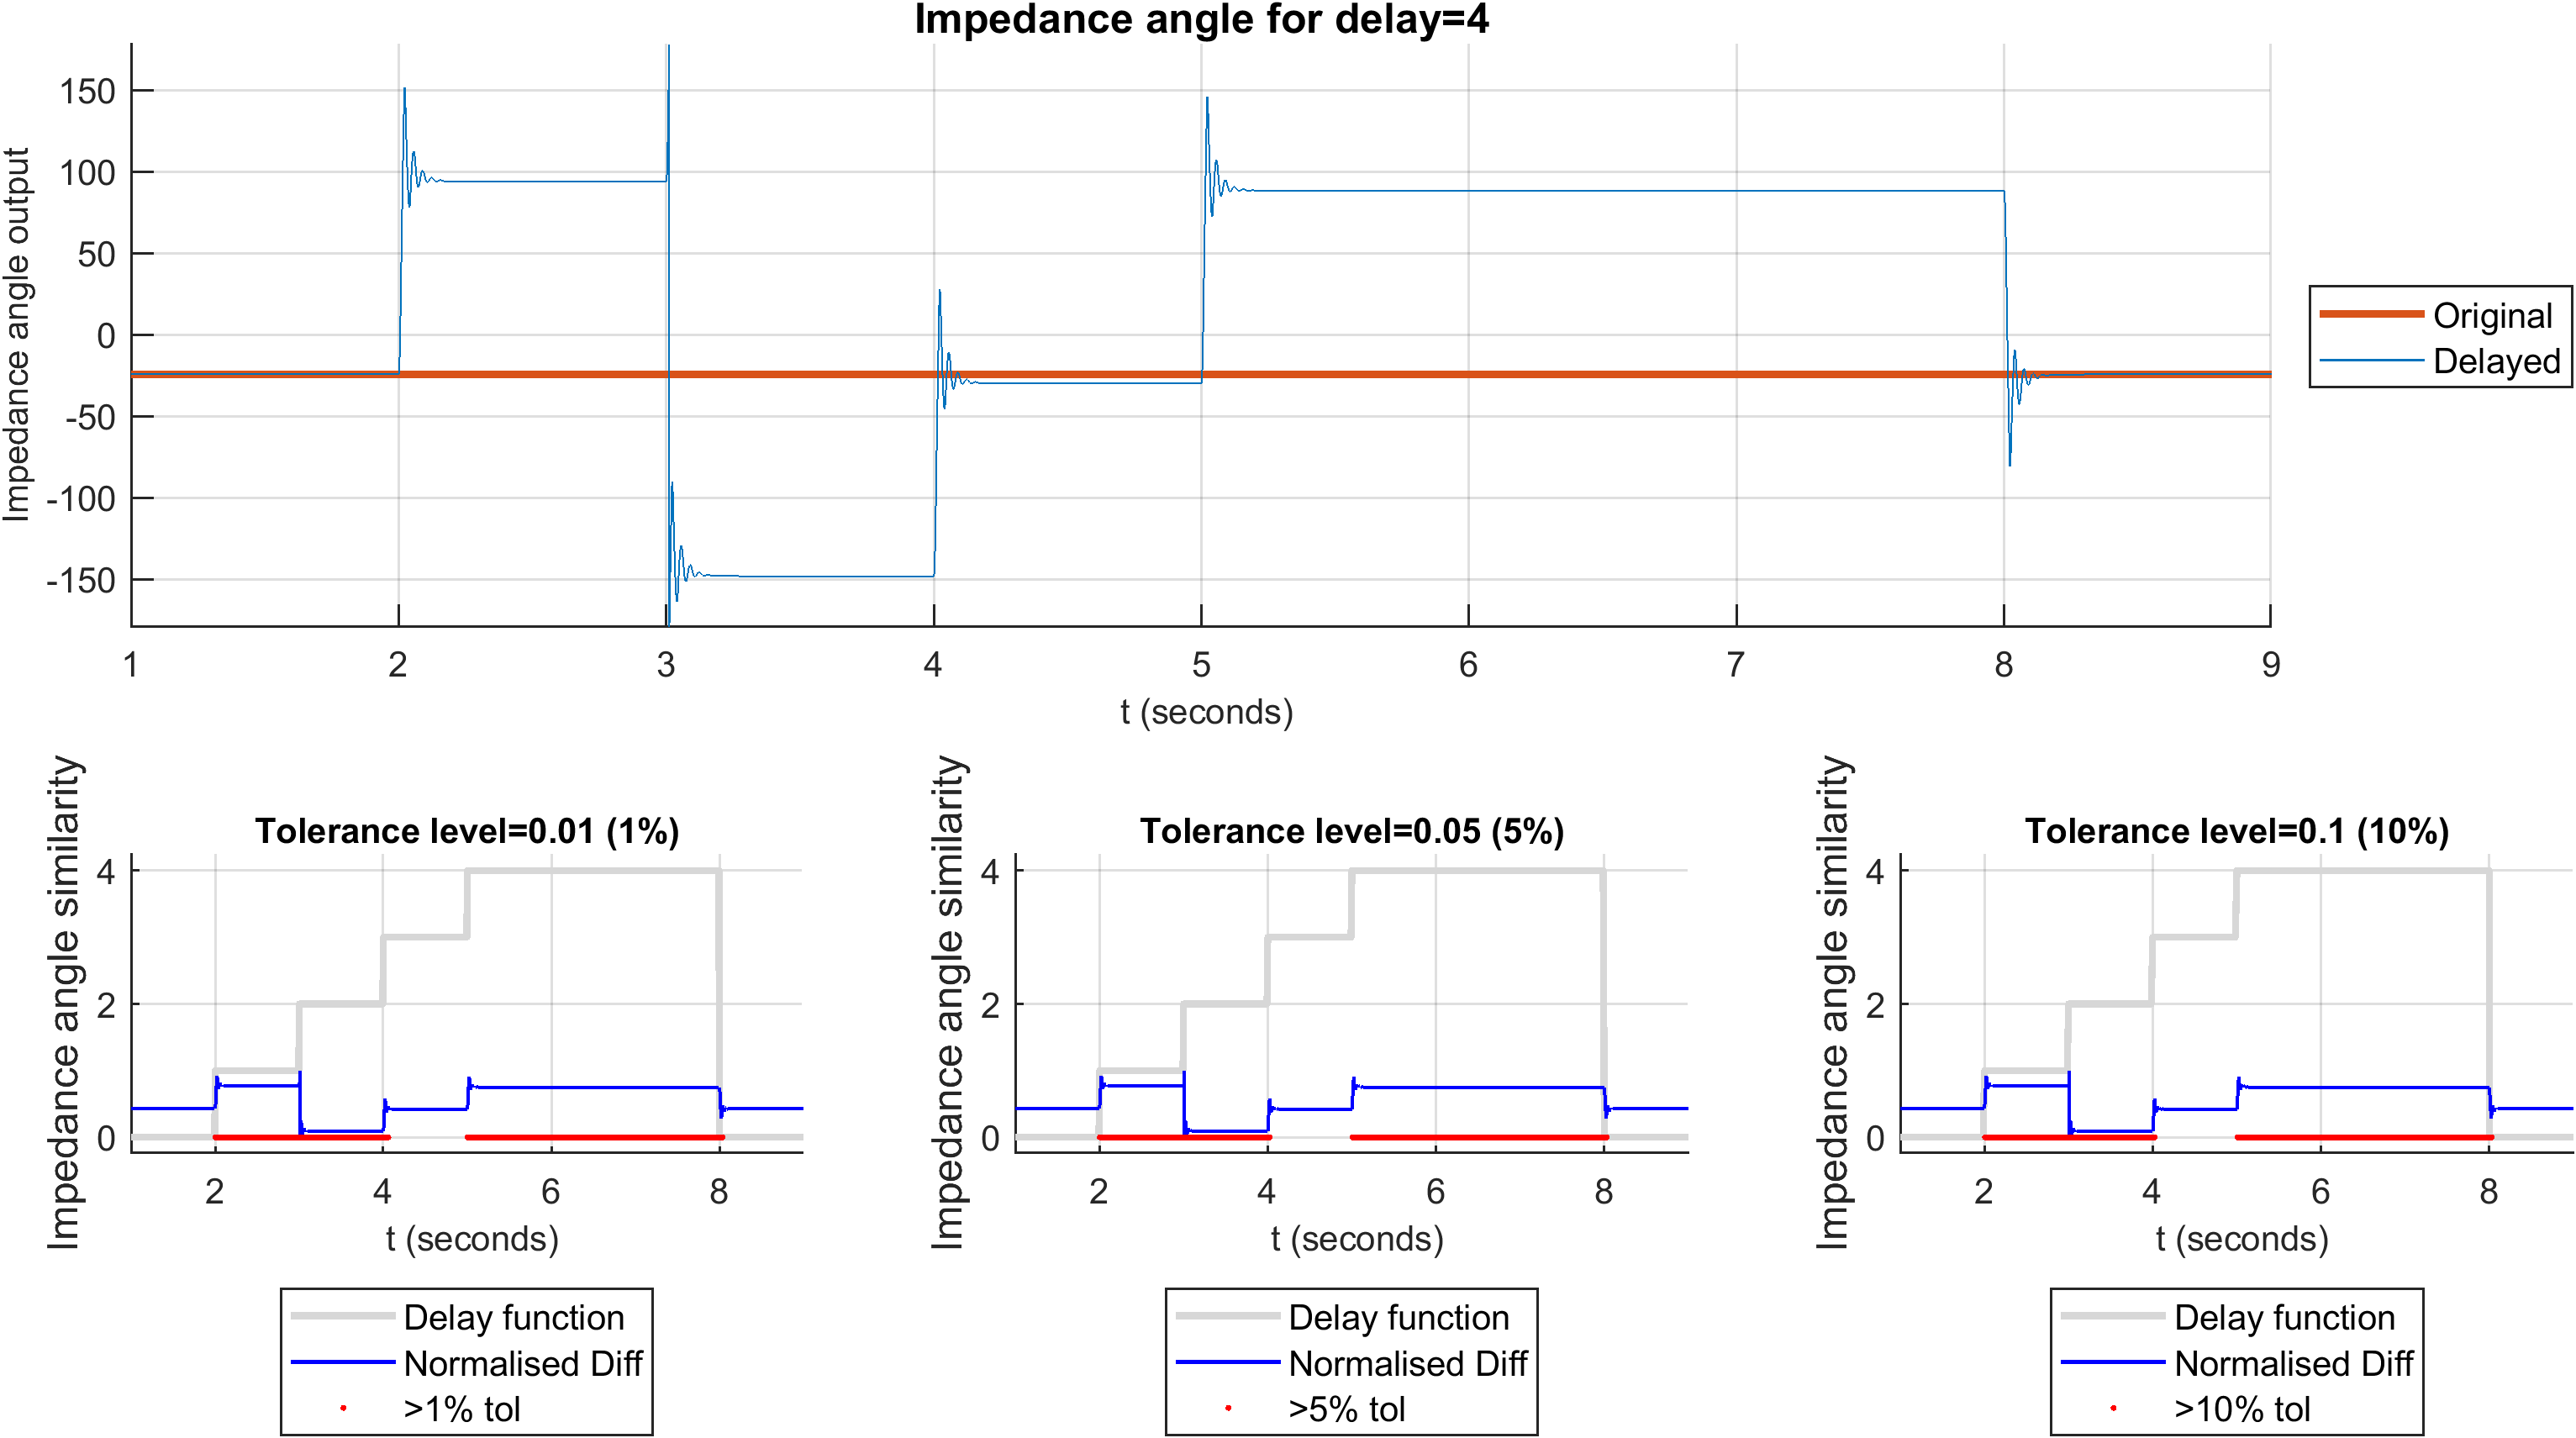 Impedance angle for delay=4
Impedance angle output
150
100
50
0
-50
-100
-150
1 2 3 4 5 6 7 8 9
t (seconds)
Original
Delayed
Impedance angle similarity
Tolerance level=0.01 (1%)
4
2
0
2 4 6 8
t (seconds)
Delay function
Normalised Diff
>1% tol
Impedance angle similarity
Tolerance level=0.05 (5%)
4
2
0
2 4 6 8
t (seconds)
Delay function
Normalised Diff
>5% tol
Impedance angle similarity
Tolerance level=0.1 (10%)
4
2
0
2 4 6 8
t (seconds)
Delay function
Normalised Diff
>10% tol